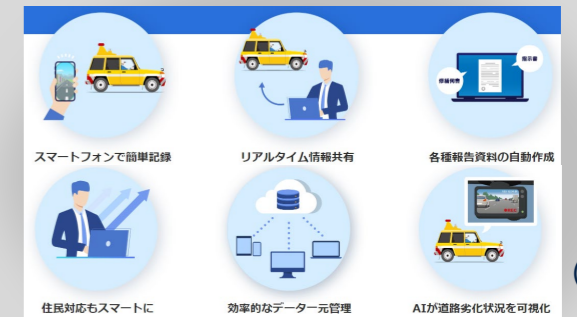 指示書
スマートフォンで簡単記録
リアルタイム情報共有
各種報告資料の自動作成
住民対応もスマートに
効率的なデータ一元管理
AIが道路劣化状況を可視化